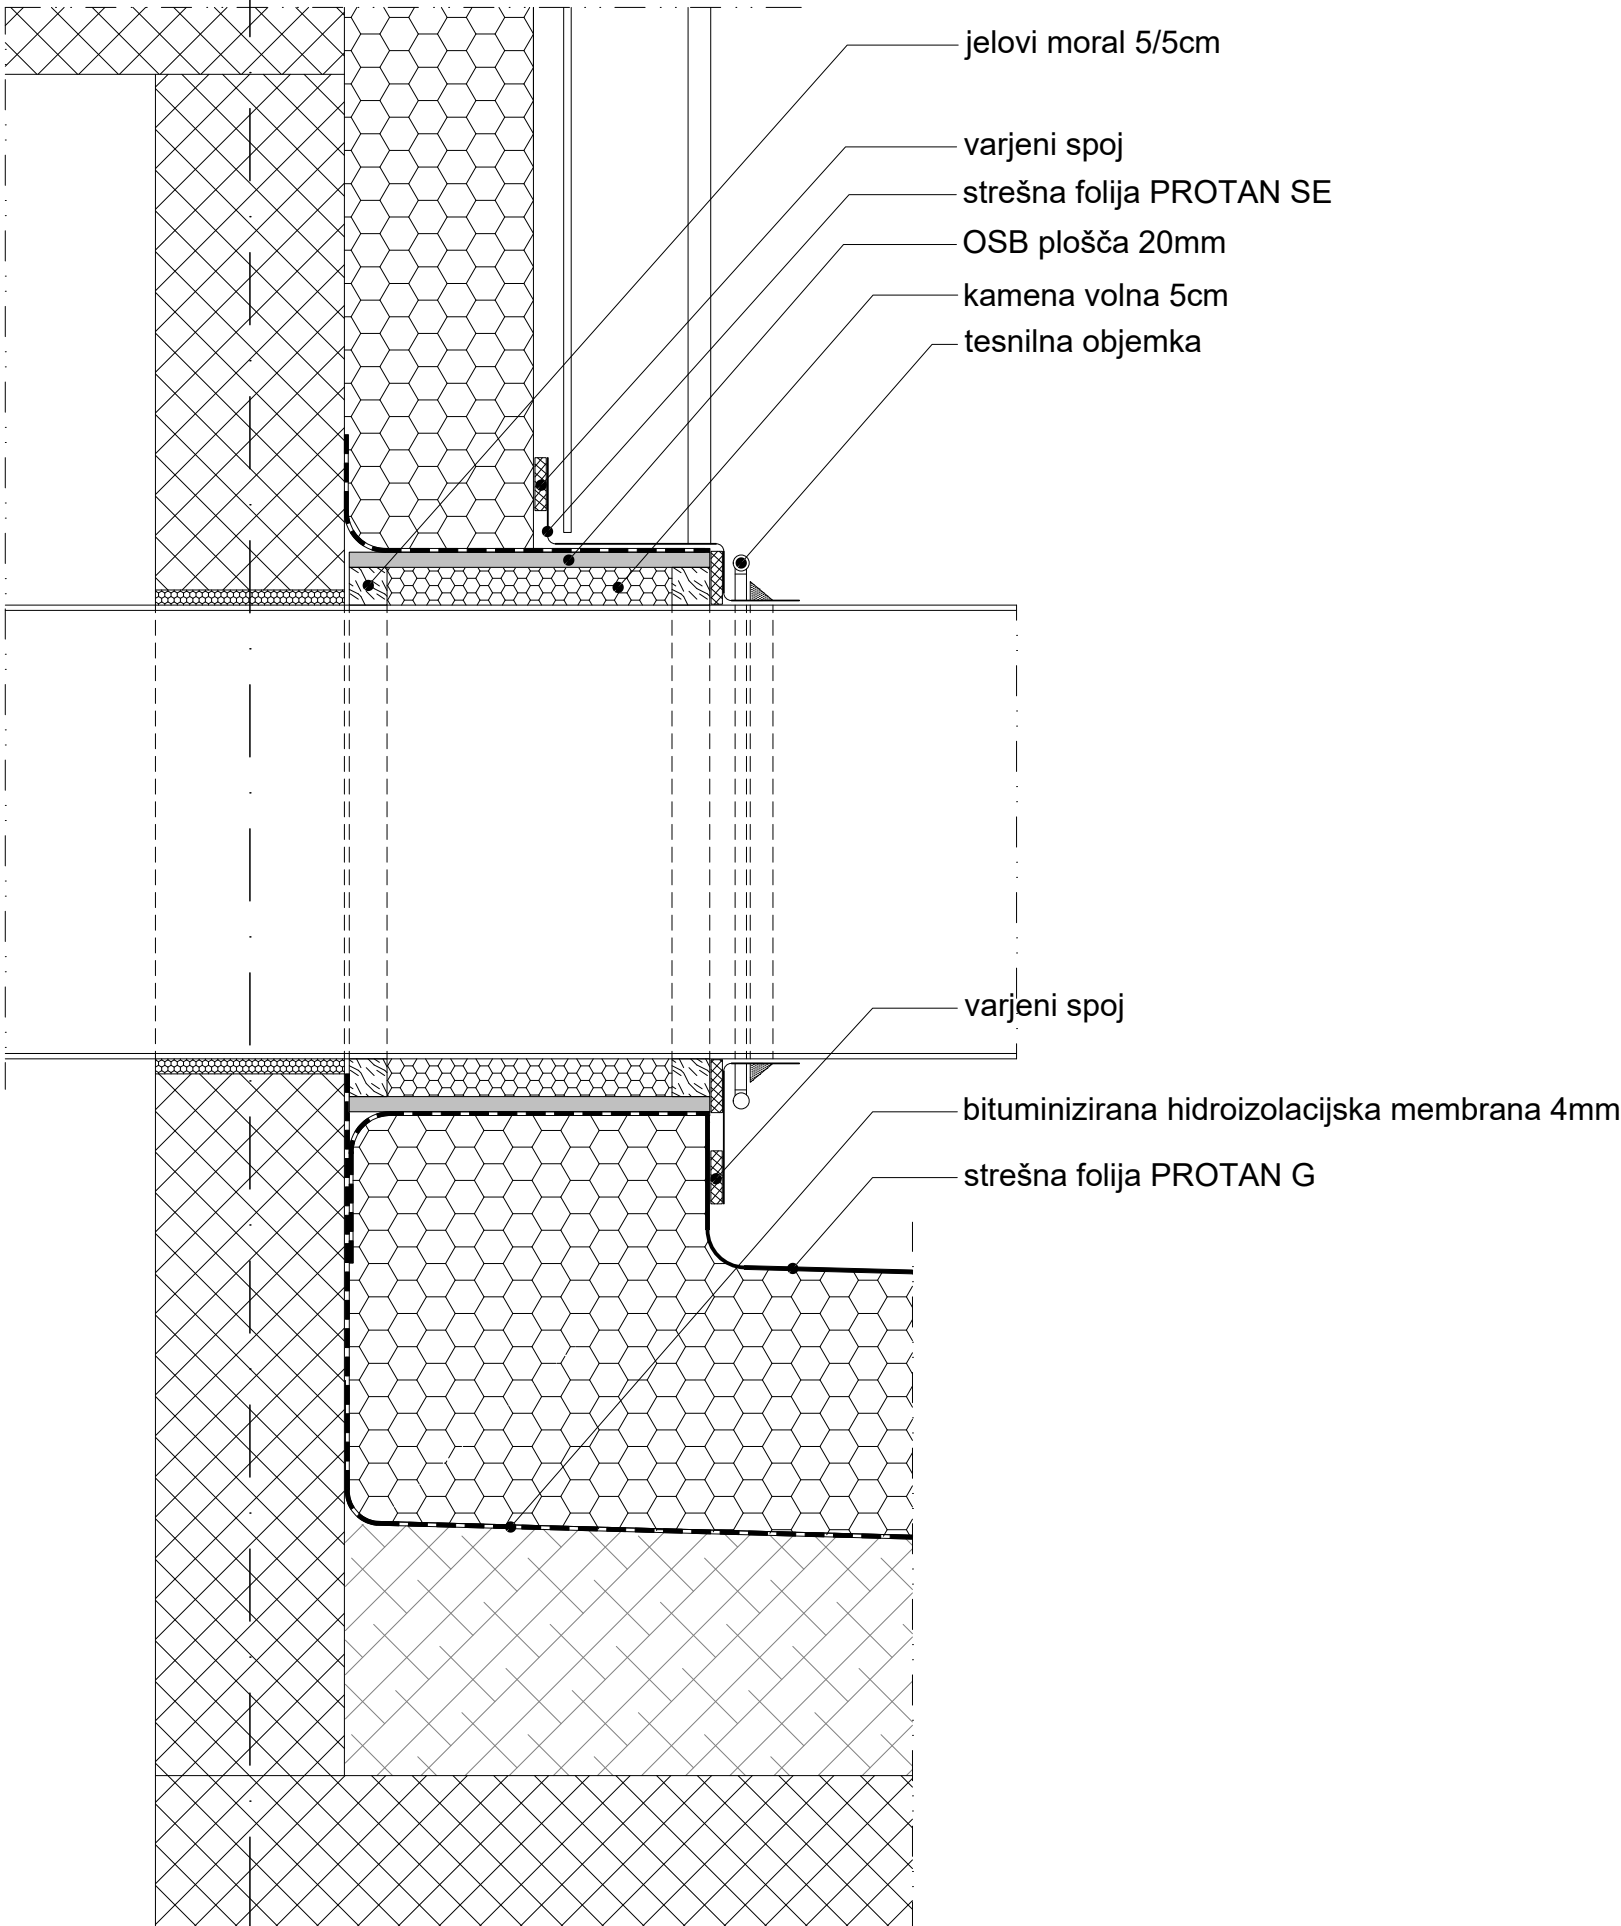 jelovi moral 5/5cm
varjeni spoj
strešna folija PROTAN SE
OSB plošča 20mm
kamena volna 5cm
tesnilna objemka
varjeni spoj
bituminizirana hidroizolacijska membrana 4mm
strešna folija PROTAN G